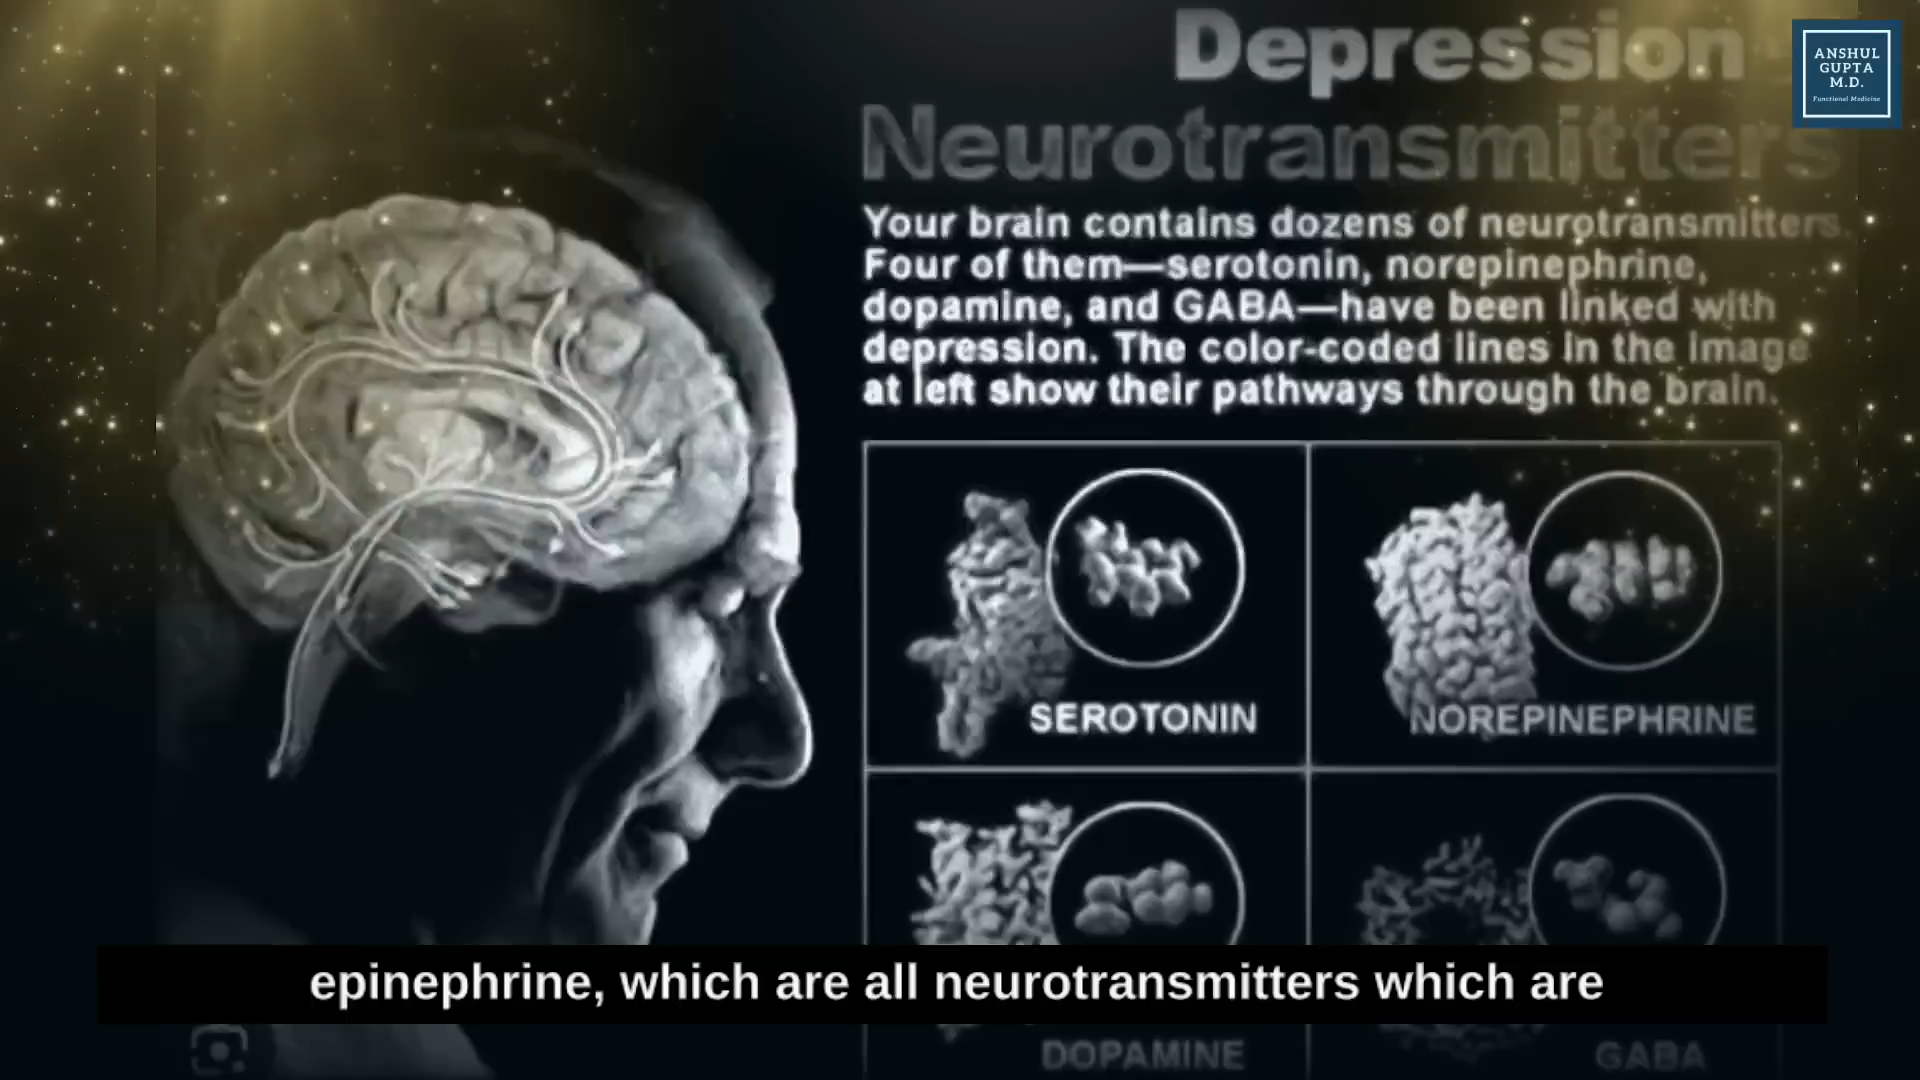 Depression
Neurotransmitters
ANSHUL
GUPTA
M.D.
Functional Medicine
Your brain contains dozens of neurotransmitters.
Four of them—serotonin, norepinephrine,
dopamine, and GABA—have been linked with
depression. The color-coded lines in the image
at left show their pathways through the brain.
SEROTONIN
NOREPINEPHRINE
epinephrine, which are all neurotransmitters which are
DOPAMINE
GABA